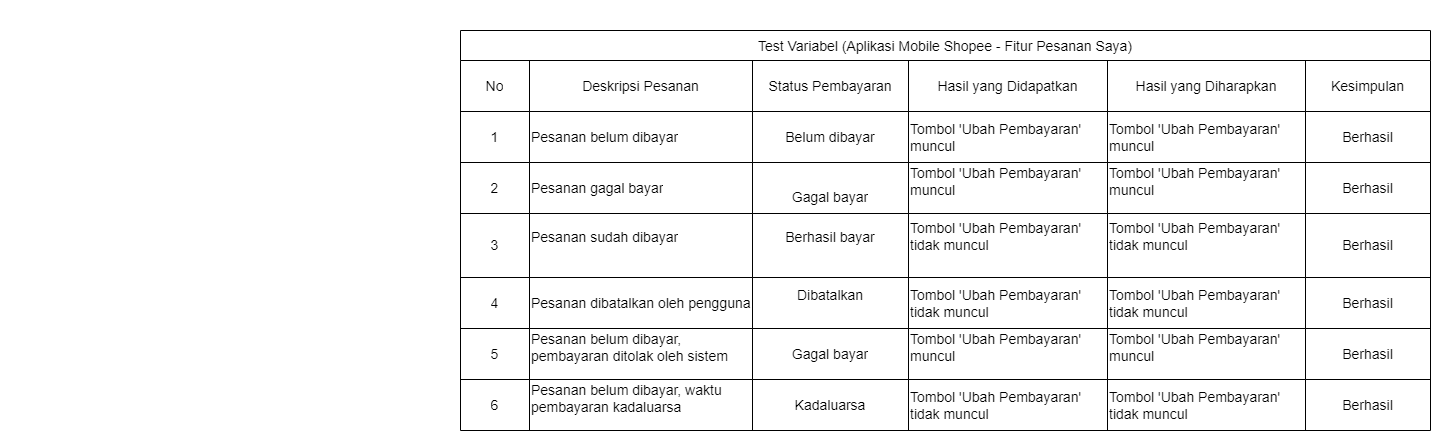 Test Variabel (Aplikasi Mobile Shopee - Fitur Pesanan Saya)
No Deskripsi Pesanan Status Pembayaran Hasil yang Didapatkan Hasil yang Diharapkan Kesimpulan
1
Pesanan belum dibayar
Belum dibayar
Tombol 'Ubah Pembayaran'
muncul
Tombol 'Ubah Pembayaran'
muncul
Berhasil
2
Pesanan gagal bayar
Gagal bayar
Tombol 'Ubah Pembayaran'
muncul
Tombol 'Ubah Pembayaran'
muncul
Berhasil
3
Pesanan sudah dibayar
Berhasil bayar
Tombol 'Ubah Pembayaran'
tidak muncul
Tombol 'Ubah Pembayaran'
tidak muncul
Berhasil
4
Pesanan dibatalkan oleh pengguna
Dibatalkan
Tombol 'Ubah Pembayaran'
tidak muncul
Tombol 'Ubah Pembayaran'
tidak muncul
Berhasil
5
Pesanan belum dibayar,
pembayaran ditolak oleh sistem
Gagal bayar
Tombol 'Ubah Pembayaran'
muncul
Tombol 'Ubah Pembayaran'
muncul
Berhasil
6
Pesanan belum dibayar, waktu
pembayaran kadaluarsa
Kadaluarsa
Tombol 'Ubah Pembayaran'
tidak muncul
Tombol 'Ubah Pembayaran'
tidak muncul
Berhasil